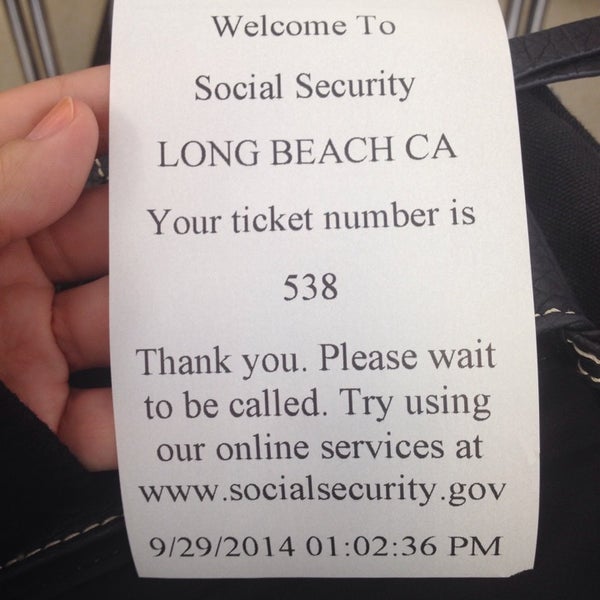 Welcome To
Social Security
LONG BEACH CA
Your ticket number is
538
Thank you. Please wait
to be called. Try using
our online services at
www.socialsecurity.gov
9/29/2014 01:02:36 PM